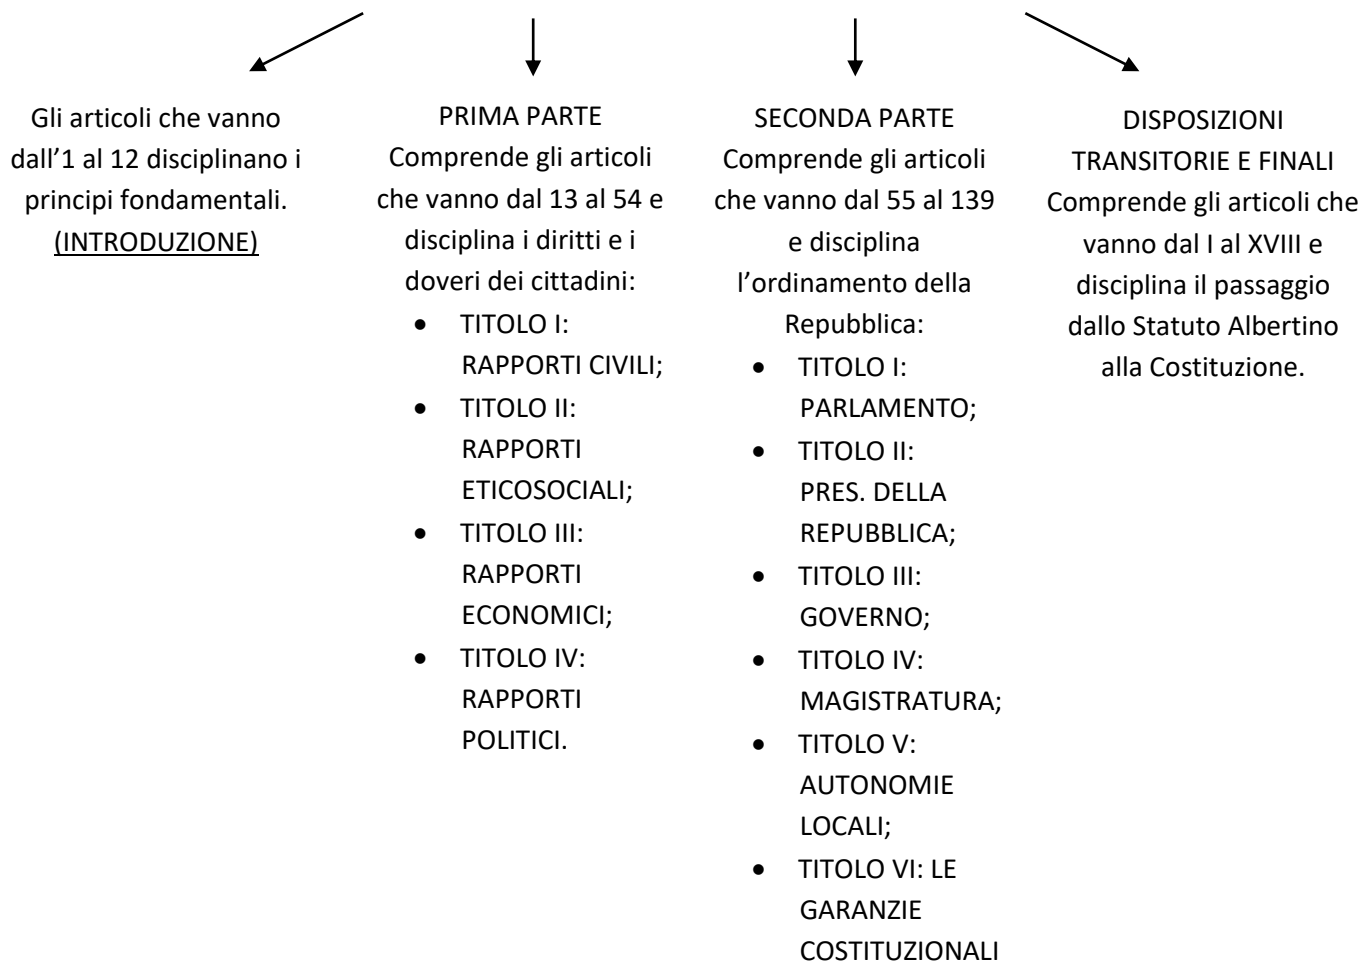 Gli articoli che vanno
dall’1 al 12 disciplinano i
principi fondamentali.
(INTRODUZIONE)
PRIMA PARTE
Comprende gli articoli
che vanno dal 13 al 54 e
disciplina i diritti e i
doveri dei cittadini:
• TITOLO I:
RAPPORTI CIVILI;
• TITOLO II:
RAPPORTI
ETICOSOCIALI;
• TITOLO III:
RAPPORTI
ECONOMICI;
• TITOLO IV:
RAPPORTI
POLITICI.
SECONDA PARTE
Comprende gli articoli
che vanno dal 55 al 139
e disciplina
l’ordinamento della
Repubblica:
• TITOLO I:
PARLAMENTO;
• TITOLO II:
PRES. DELLA
REPUBBLICA;
• TITOLO III:
GOVERNO;
• TITOLO IV:
MAGISTRATURA;
• TITOLO V:
AUTONOMIE
LOCALI;
• TITOLO VI: LE
GARANZIE
COSTITUZIONALI
DISPOSIZIONI
TRANSITORIE E FINALI
Comprende gli articoli che
vanno dal I al XVIII e
disciplina il passaggio
dallo Statuto Albertino
alla Costituzione.